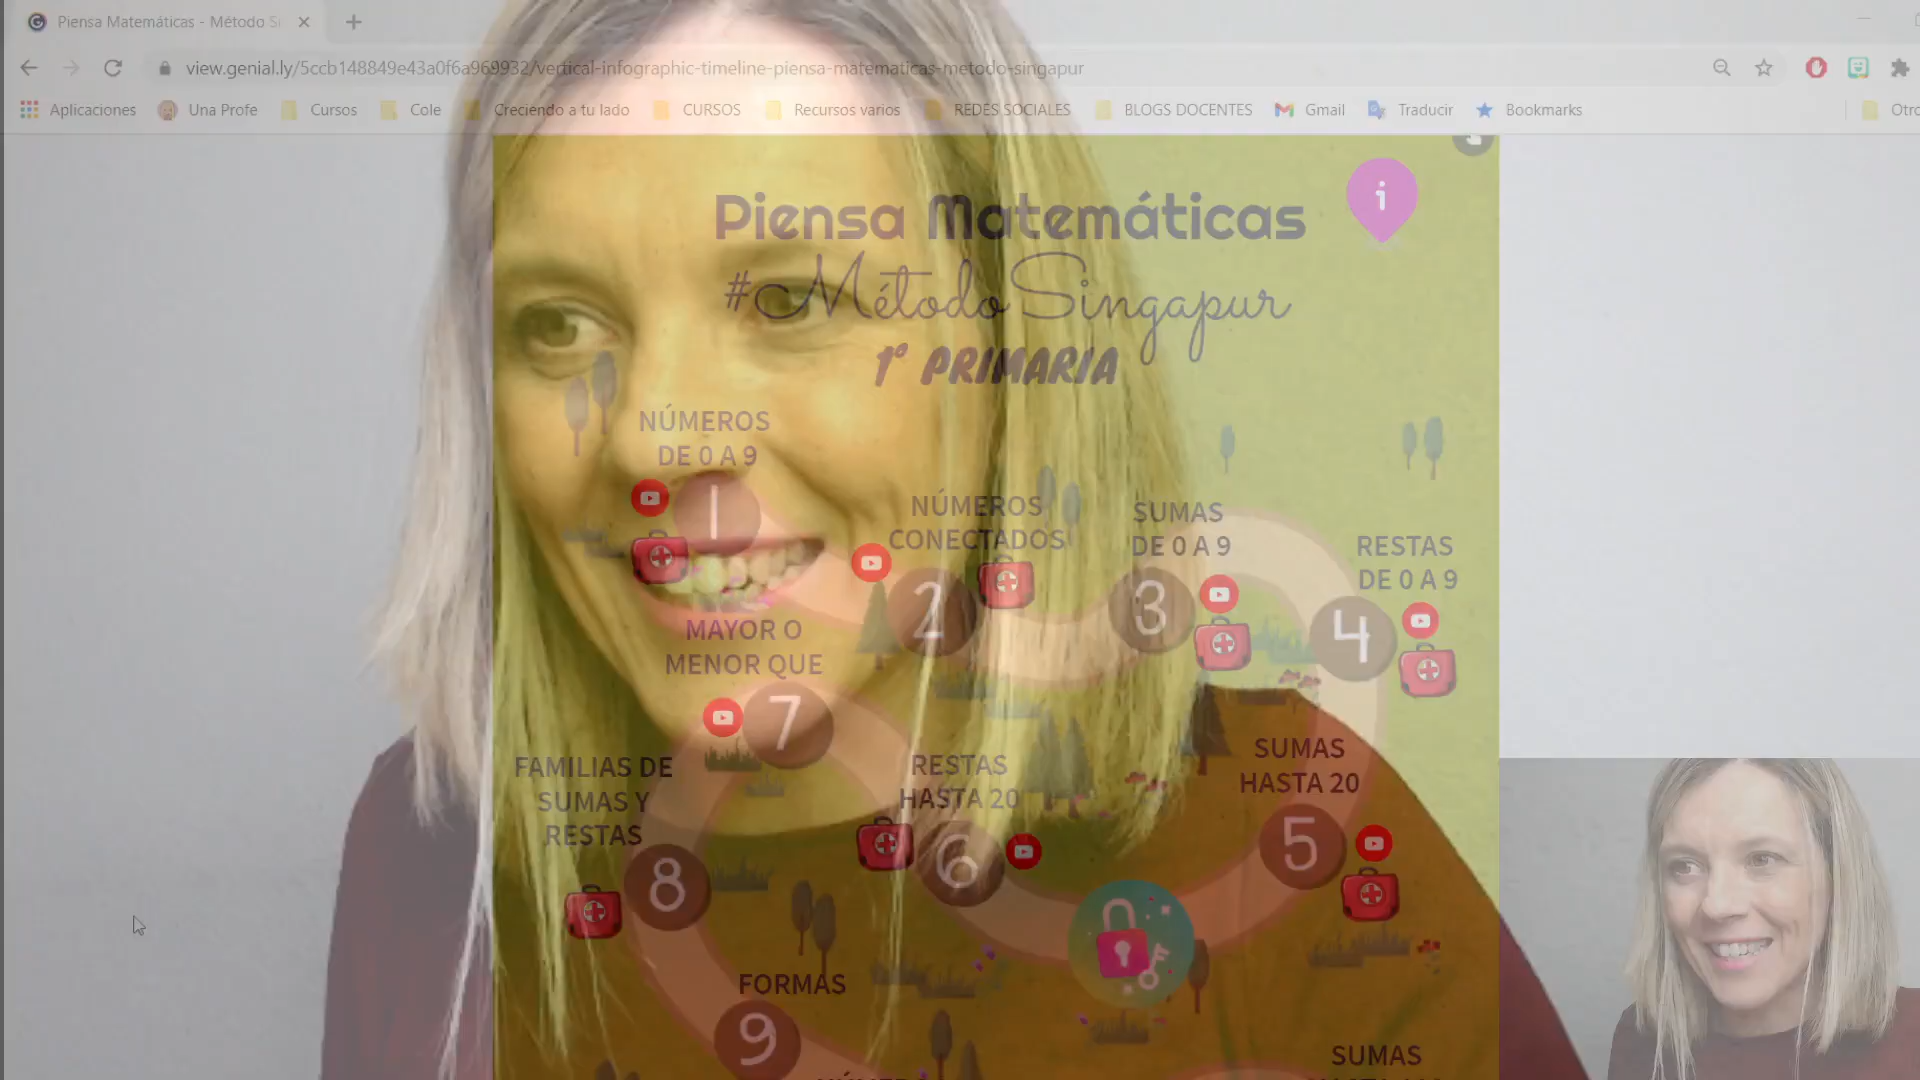 Piensa Matemáticas - Método S
view.genial.ly/5ccb148849e43a0f6a969932/vertical-infographic-timeline-piensa-matematicas-metodo-singapur
Aplicaciones
Una Profe
Cursos
Cole
Creciendo a tu lado
CURSOS
Recursos varios
REDES SOCIALES
BLOGS DOCENTES
Gmail
Traducir
Bookmarks
Otro
i
Piensa Matemáticas
#MétodoSingapur
1º PRIMARIA
NÚMEROS
DE 0 A 9
1
NÚMEROS
CONECTADOS
2
SUMAS
DE 0 A 9
3
RESTAS
DE 0 A 9
4
MAYOR O
MENOR QUE
7
FAMILIAS DE
SUMAS Y
RESTAS
8
RESTAS
HASTA 20
6
SUMAS
HASTA 20
5
FORMAS
9
SUMAS